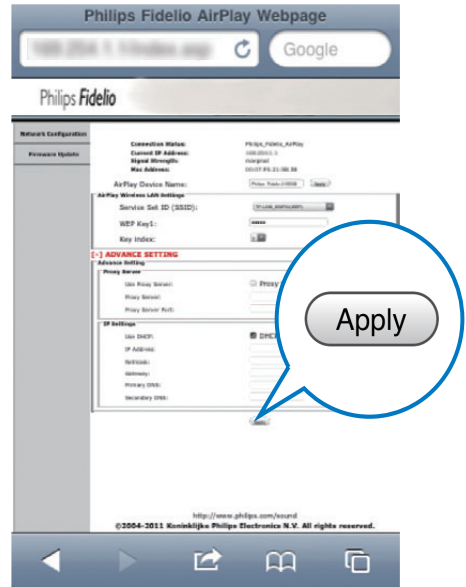 Philips Fidelio AirPlay Webpage
Google
Philips Fidelio
Network Configuration
Firmware Update
Connection Status: Philips_Fidelio_AirPlay
Current IP Address:
Signal Strength: marginal
Mac Address:
AirPlay Device Name: Apply
AirPlay Wireless LAN Settings
Service Set ID (SSID):
WEP Key1:
Key Index:
[-] ADVANCE SETTING
Advance Setting
Proxy Server
Use Proxy Server: Proxy
Proxy Server:
Proxy Server Port:
IP Settings
Use DHCP: DHCP
IP Address:
Netmask:
Gateway:
Primary DNS:
Secondary DNS:
Apply
Apply
http://www.philips.com/sound
©2004-2011 Koninklijke Philips Electronics N.V. All rights reserved.